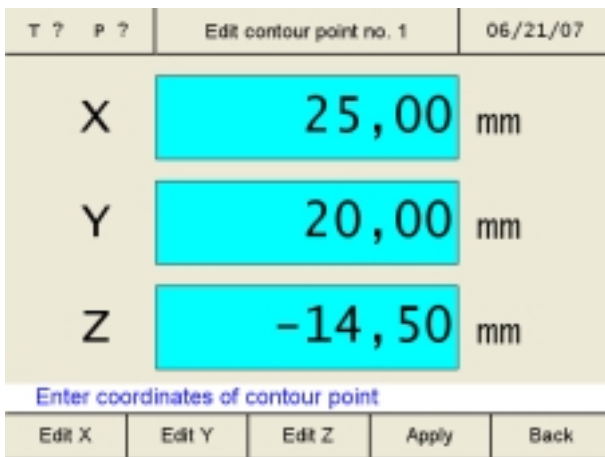 T ? P ? Edit contour point no. 1 06/21/07
X 25,00 mm
Y 20,00 mm
Z -14,50 mm
Enter coordinates of contour point
Edit X Edit Y Edit Z Apply Back